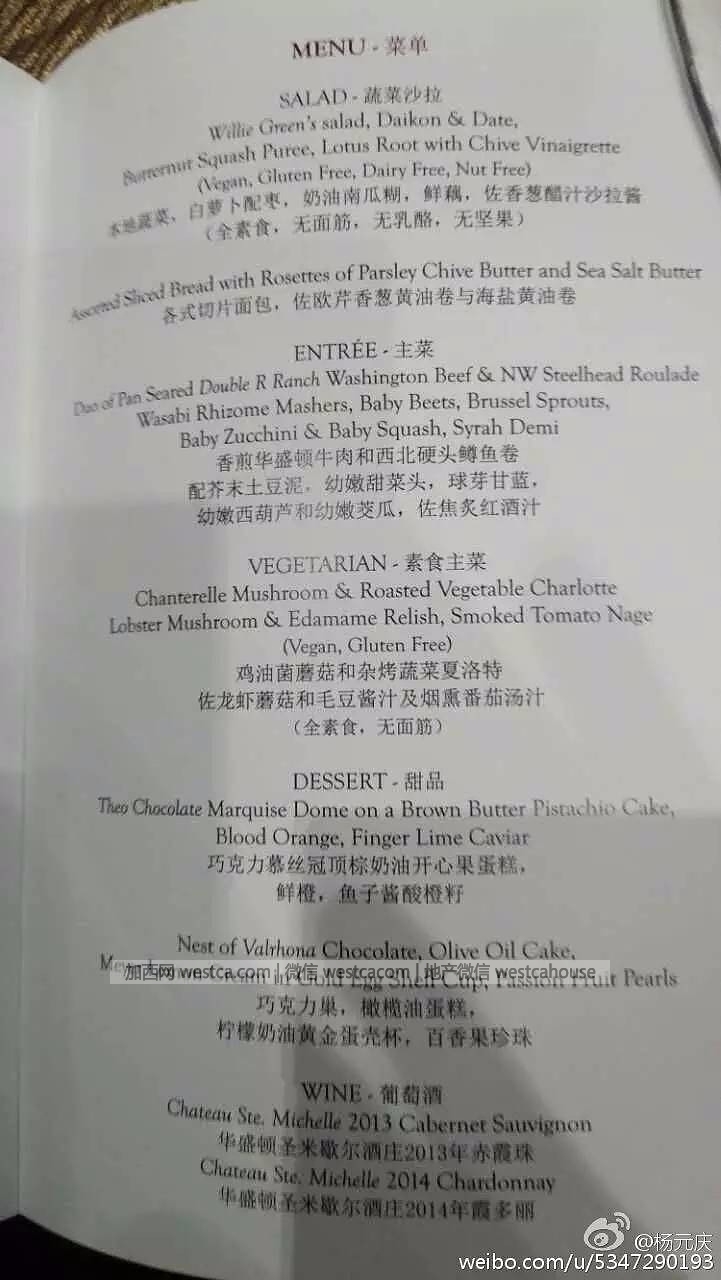 MENU - 菜单
SALAD - 蔬菜沙拉
Willie Green's salad, Daikon & Date,
Butternut Squash Puree, Lotus Root with Chive Vinaigrette
(Vegan, Gluten Free, Dairy Free, Nut Free)
本地蔬菜，白萝卜配枣，奶油南瓜糊，鲜藕，佐香葱醋汁沙拉酱
（全素食，无面筋，无乳酪，无坚果）
Assorted Sliced Bread with Rosettes of Parsley Chive Butter and Sea Salt Butter
各式切片面包，佐欧芹香葱黄油卷与海盐黄油卷
ENTRÉE - 主菜
Duo of Pan Seared Double R Ranch Washington Beef & NW Steelhead Roulade
Wasabi Rhizome Mashers, Baby Beets, Brussel Sprouts,
Baby Zucchini & Baby Squash, Syrah Demi
香煎华盛顿牛肉和西北硬头鳟鱼卷
配芥末土豆泥，幼嫩甜菜头，球芽甘蓝，
幼嫩西葫芦和幼嫩茭瓜，佐焦炙红酒汁
VEGETARIAN - 素食主菜
Chanterelle Mushroom & Roasted Vegetable Charlotte
Lobster Mushroom & Edamame Relish, Smoked Tomato Nage
(Vegan, Gluten Free)
鸡油菌蘑菇和杂烤蔬菜夏洛特
佐龙虾蘑菇和毛豆酱汁及烟熏番茄汤汁
（全素食，无面筋）
DESSERT - 甜品
Theo Chocolate Marquise Dome on a Brown Butter Pistachio Cake,
Blood Orange, Finger Lime Caviar
巧克力慕丝冠顶棕奶油开心果蛋糕，
鲜橙，鱼子酱酸橙籽
Nest of Valrhona Chocolate, Olive Oil Cake,
Cream in Gold Egg Shell Cup, Passion Fruit Pearls
加西网 westca.com | 微信 westcacom | 地产微信 westcahouse
巧克力巢，橄榄油蛋糕，
柠檬奶油黄金蛋壳杯，百香果珍珠
WINE - 葡萄酒
Chateau Ste. Michelle 2013 Cabernet Sauvignon
华盛顿圣米歇尔酒庄2013年赤霞珠
Chateau Ste. Michelle 2014 Chardonnay
华盛顿圣米歇尔酒庄2014年霞多丽
@杨元庆
weibo.com/u/5347290193